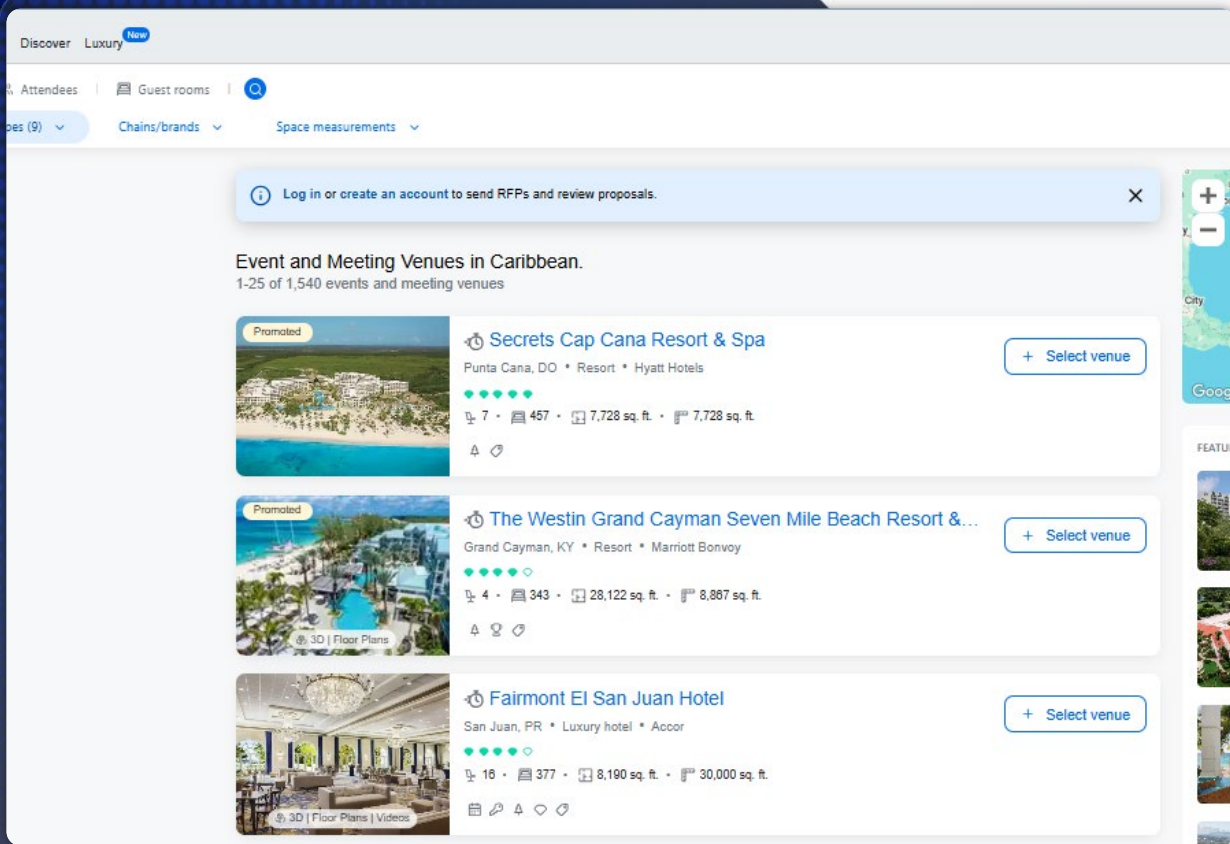 Discover Luxury New
Attendees Guest rooms
(9) Chains/brands Space measurements
Log in or create an account to send RFPs and review proposals.
Event and Meeting Venues in Caribbean.
1-25 of 1,540 events and meeting venues
Promoted
Secrets Cap Cana Resort & Spa
Punta Cana, DO • Resort • Hyatt Hotels
7 • 457 • 7,728 sq. ft. • 7,728 sq. ft.
+ Select venue
Promoted
3D | Floor Plans
The Westin Grand Cayman Seven Mile Beach Resort &...
Grand Cayman, KY • Resort • Marriott Bonvoy
4 • 343 • 28,122 sq. ft. • 8,867 sq. ft.
+ Select venue
3D | Floor Plans | Videos
Fairmont El San Juan Hotel
San Juan, PR • Luxury hotel • Accor
16 • 377 • 8,190 sq. ft. • 30,000 sq. ft.
+ Select venue
City